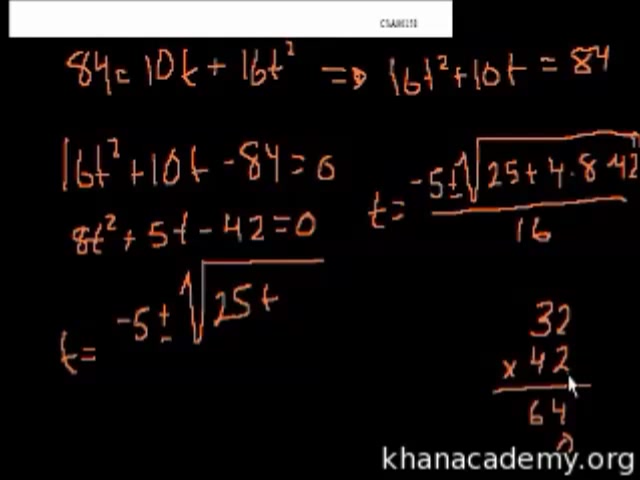 84 = 10t + 16t² => 16t² + 10t = 84
16t² + 10t - 84 = 0
8t² + 5t - 42 = 0
t = -5 ± √25 +
t = -5 ± √25 + 4 · 8 · 42 / 16
32
x 42
64
0
khanacademy.org